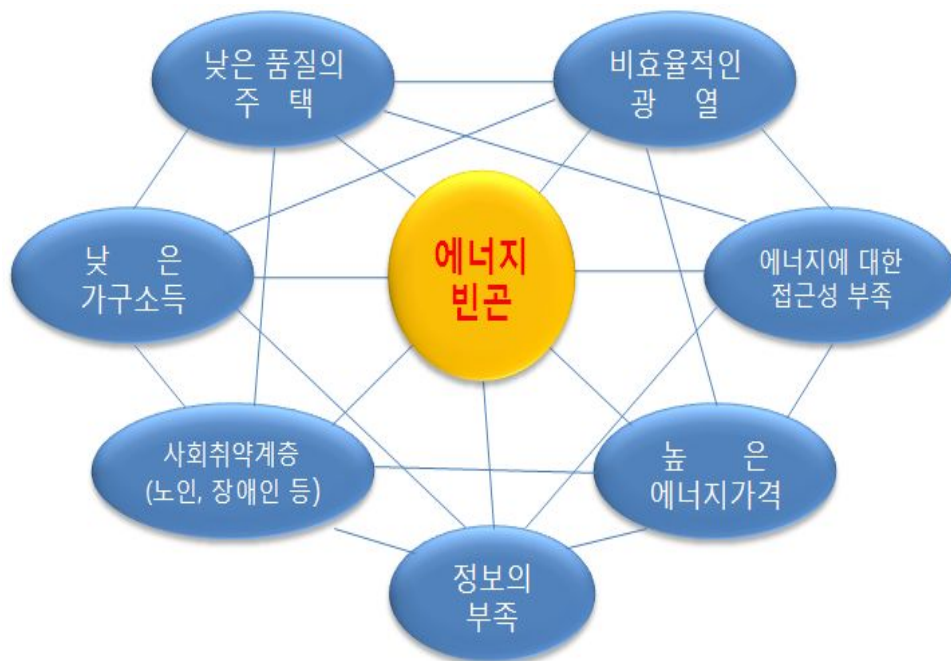 낮은 품질의
주 택
비효율적인
광 열
낮 은
가구소득
에너지
빈곤
에너지에 대한
접근성 부족
사회취약계층
(노인, 장애인 등)
높 은
에너지가격
정보의
부족